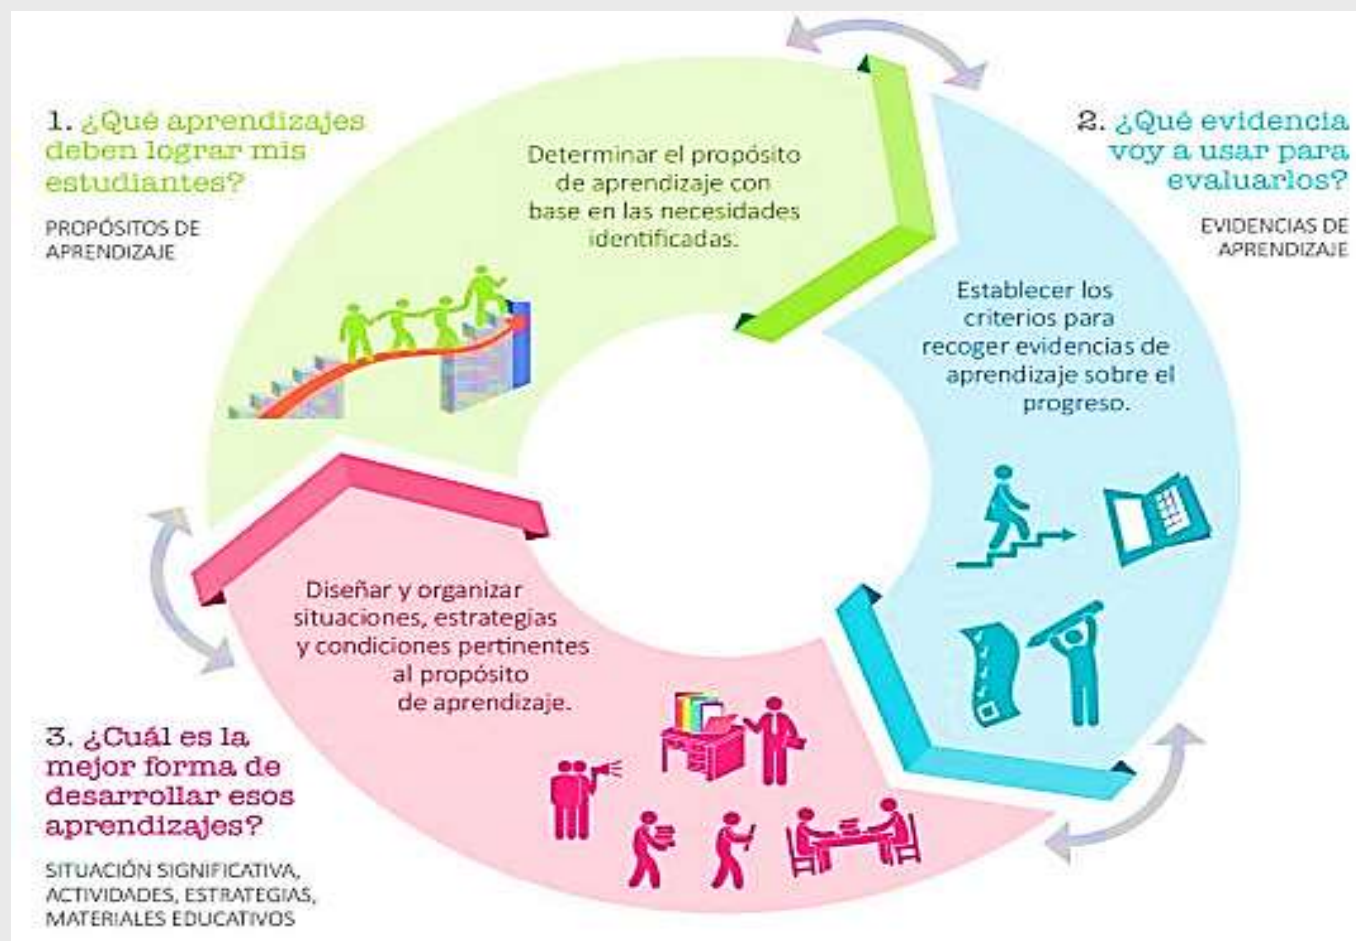 1. ¿Qué aprendizajes
deben lograr mis
estudiantes?
PROPÓSITOS DE
APRENDIZAJE
Determinar el propósito
de aprendizaje con
base en las necesidades
identificadas.
2. ¿Qué evidencia
voy a usar para
evaluarlos?
EVIDENCIAS DE
APRENDIZAJE
Establecer los
criterios para
recoger evidencias de
aprendizaje sobre el
progreso.
3. ¿Cuál es la
mejor forma de
desarrollar esos
aprendizajes?
SITUACIÓN SIGNIFICATIVA,
ACTIVIDADES, ESTRATEGIAS,
MATERIALES EDUCATIVOS
Diseñar y organizar
situaciones, estrategias
y condiciones pertinentes
al propósito
de aprendizaje.